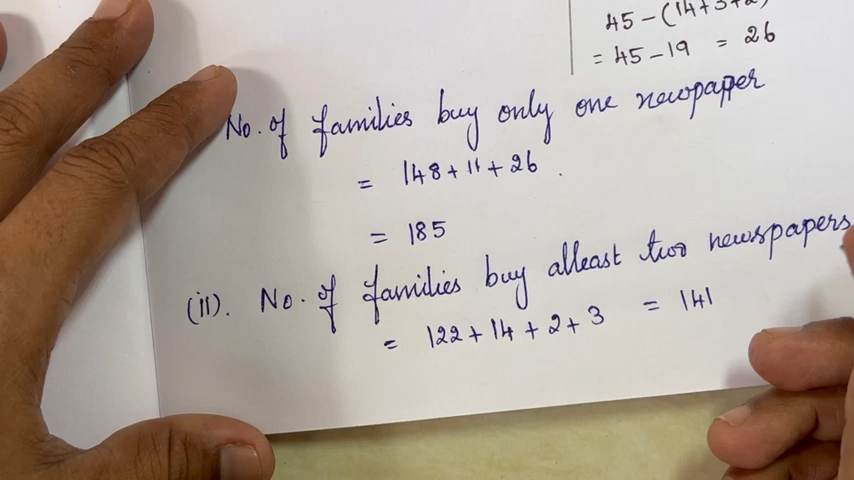 45-(14+3+2)
= 45-19 = 26
No. of families buy only one newpaper
= 148+11+26.
= 185
(ii). No. of families buy atleast two newspapers
= 122+14+2+3 = 141